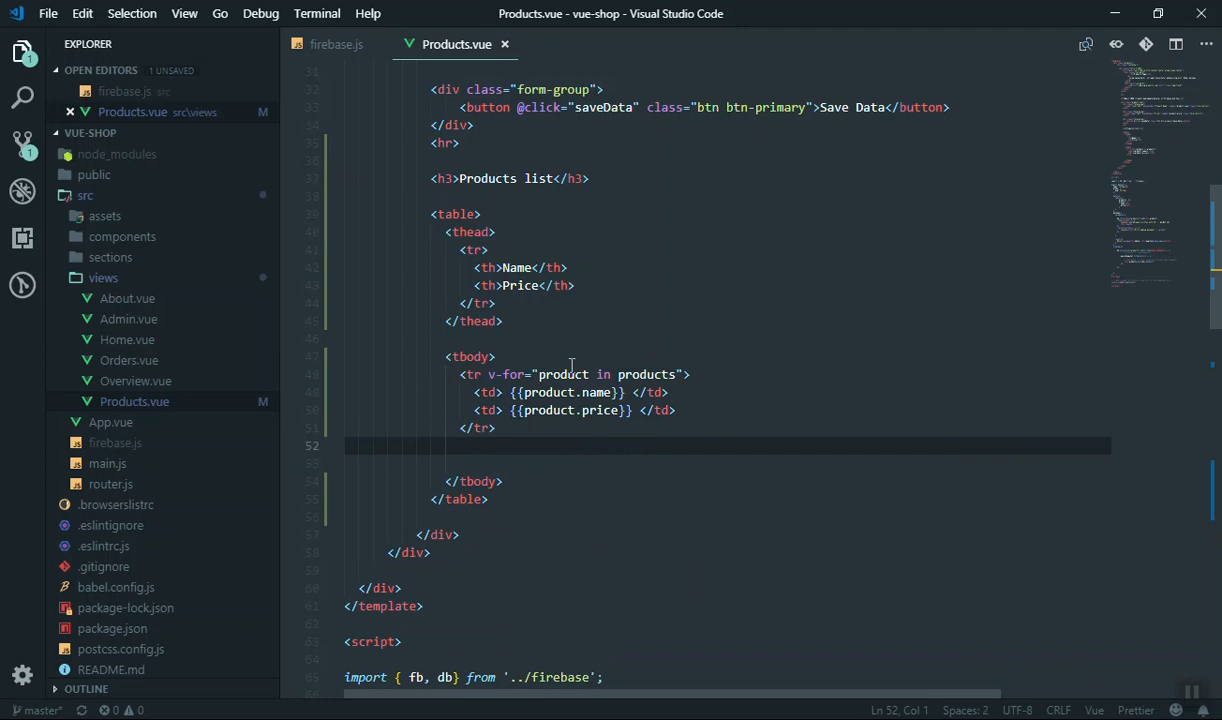 File Edit Selection View Go Debug Terminal Help
Products.vue - vue-shop - Visual Studio Code
EXPLORER
OPEN EDITORS 1 UNSAVED
firebase.js src
Products.vue src\views M
VUE-SHOP
node_modules
public
src
assets
components
sections
views
About.vue
Admin.vue
Home.vue
Orders.vue
Overview.vue
Products.vue M
App.vue
firebase.js
main.js
router.js
.browserslistrc
.eslintignore
.eslintrc.js
.gitignore
babel.config.js
package-lock.json
package.json
postcss.config.js
README.md
OUTLINE
1
1
firebase.js
Products.vue
31
32 <div class="form-group">
33 <button @click="saveData" class="btn btn-primary">Save Data</button>
34 </div>
35 <hr>
36
37 <h3>Products list</h3>
38
39 <table>
40 <thead>
41 <tr>
42 <th>Name</th>
43 <th>Price</th>
44 </tr>
45 </thead>
46
47 <tbody>
48 <tr v-for="product in products">
49 <td> {{product.name}} </td>
50 <td> {{product.price}} </td>
51 </tr>
52
53
54 </tbody>
55 </table>
56
57 </div>
58 </div>
59
60 </div>
61 </template>
62
63 <script>
64
65 import { fb, db} from '../firebase';
66
master* 0 0
Ln 52, Col 1 Spaces: 2 UTF-8 CRLF Vue Prettier